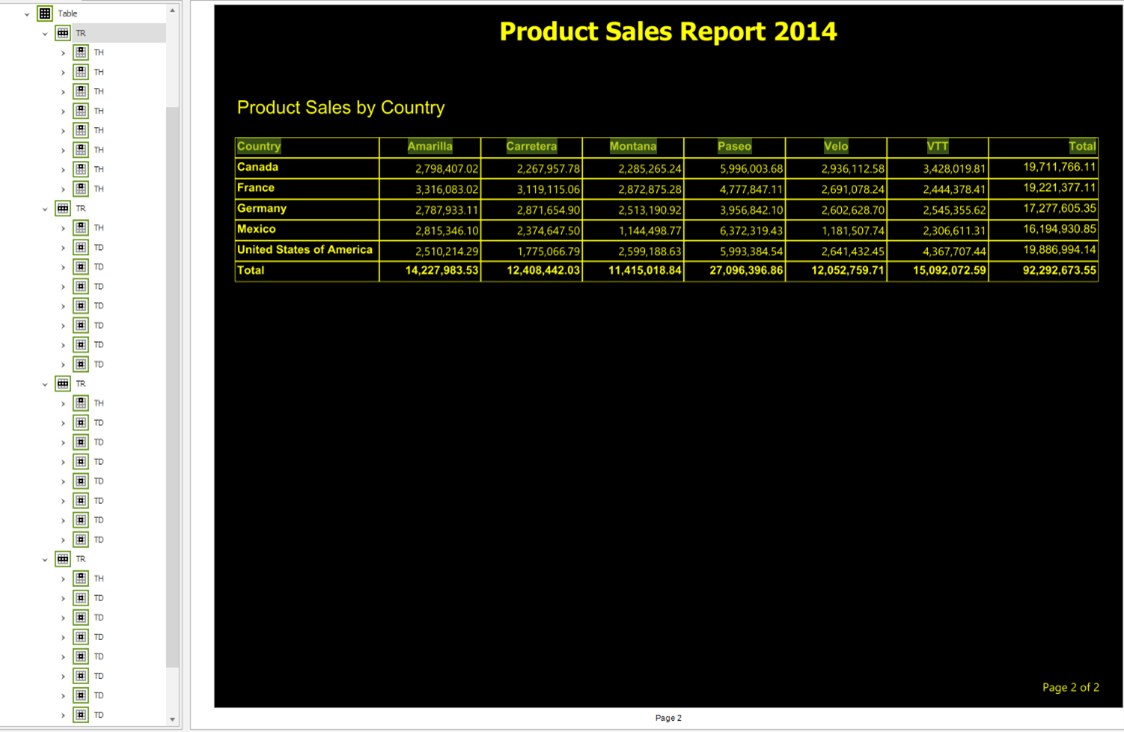 Table
TR
TH
TH
TH
TH
TH
TH
TH
TH
TR
TH
TD
TD
TD
TD
TD
TD
TD
TR
TH
TD
TD
TD
TD
TD
TD
TD
TR
TH
TD
TD
TD
TD
TD
TD
TD
Product Sales Report 2014
Product Sales by Country
Country Amarilla Carretera Montana Paseo Velo VTT Total
Canada 2,798,407.02 2,267,957.78 2,285,265.24 5,996,003.68 2,936,112.58 3,428,019.81 19,711,766.11
France 3,316,083.02 3,119,115.06 2,872,875.28 4,777,847.11 2,691,078.24 2,444,378.41 19,221,377.11
Germany 2,787,933.11 2,871,654.90 2,513,190.92 3,956,842.10 2,602,628.70 2,545,355.62 17,277,605.35
Mexico 2,815,346.10 2,374,647.50 1,144,498.77 6,372,319.43 1,181,507.74 2,306,611.31 16,194,930.85
United States of America 2,510,214.29 1,775,066.79 2,599,188.63 5,993,384.54 2,641,432.45 4,367,707.44 19,886,994.14
Total 14,227,983.53 12,408,442.03 11,415,018.84 27,096,396.86 12,052,759.71 15,092,072.59 92,292,673.55
Page 2 of 2
Page 2